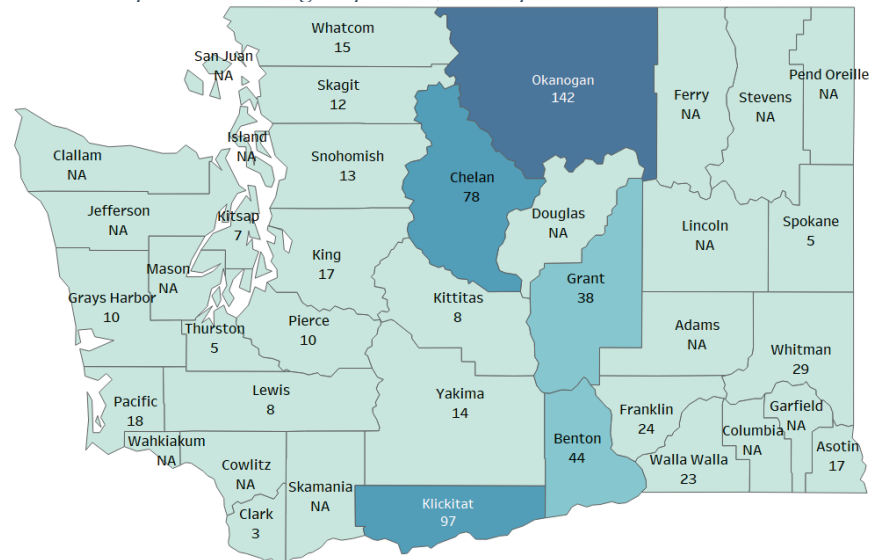 Whatcom
15
San Juan
NA
Skagit
12
Okanogan
142
Ferry
NA
Stevens
NA
Pend Oreille
NA
Island
NA
Clallam
NA
Snohomish
13
Chelan
78
Jefferson
NA
Kitsap
7
Douglas
NA
Lincoln
NA
Spokane
5
King
17
Mason
NA
Grays Harbor
10
Kittitas
8
Grant
38
Thurston
5
Pierce
10
Adams
NA
Whitman
29
Pacific
18
Lewis
8
Yakima
14
Franklin
24
Garfield
NA
Wahkiakum
NA
Benton
44
Columbia
NA
Asotin
17
Cowlitz
NA
Walla Walla
23
Skamania
NA
Klickitat
97
Clark
3